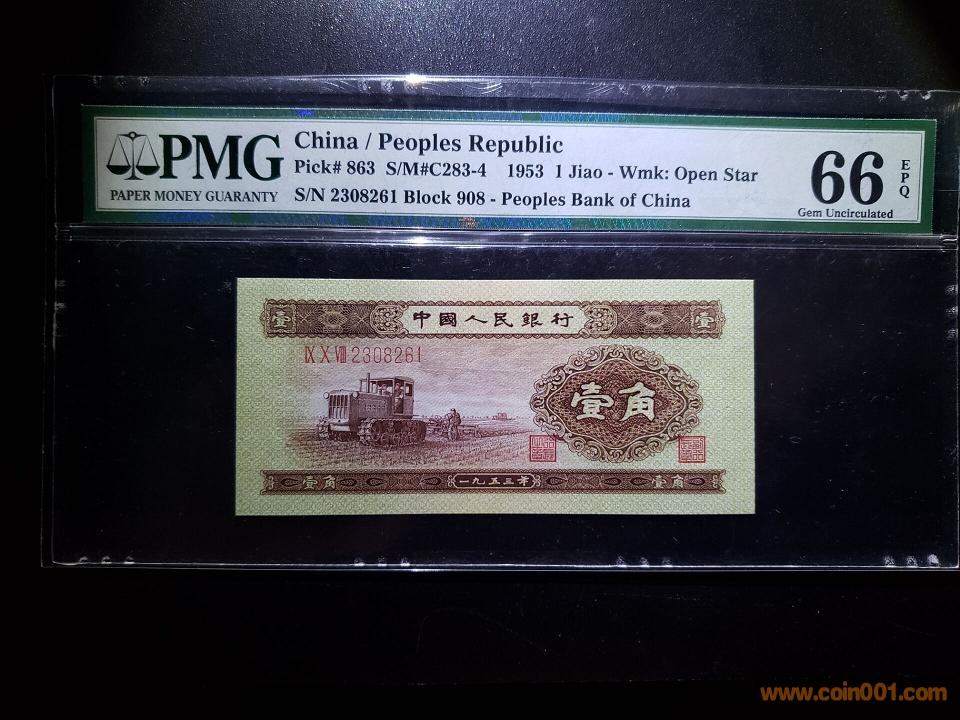 China / Peoples Republic
PMG
PAPER MONEY GUARANTY
Pick# 863 S/M#C283-4 1953 1 Jiao - Wmk: Open Star
S/N 2308261 Block 908 - Peoples Bank of China
66
EPQ
Gem Uncirculated
壹 中國人民銀行 壹
IX X VIII 2308261
壹角
壹角 一九五三年 壹角
www.coin001.com